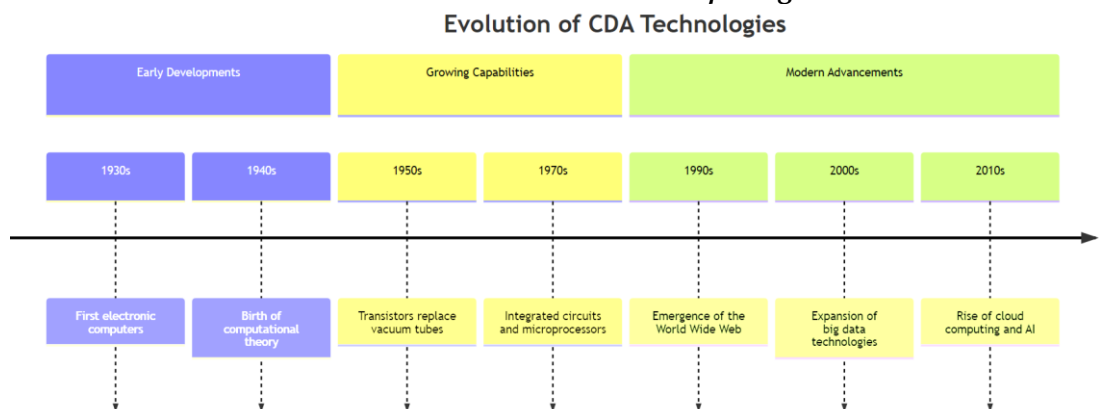 Evolution of CDA Technologies
Early Developments
Growing Capabilities
Modern Advancements
1930s
1940s
1950s
1970s
1990s
2000s
2010s
First electronic
computers
Birth of
computational
theory
Transistors replace
vacuum tubes
Integrated circuits
and microprocessors
Emergence of the
World Wide Web
Expansion of
big data
technologies
Rise of cloud
computing and AI